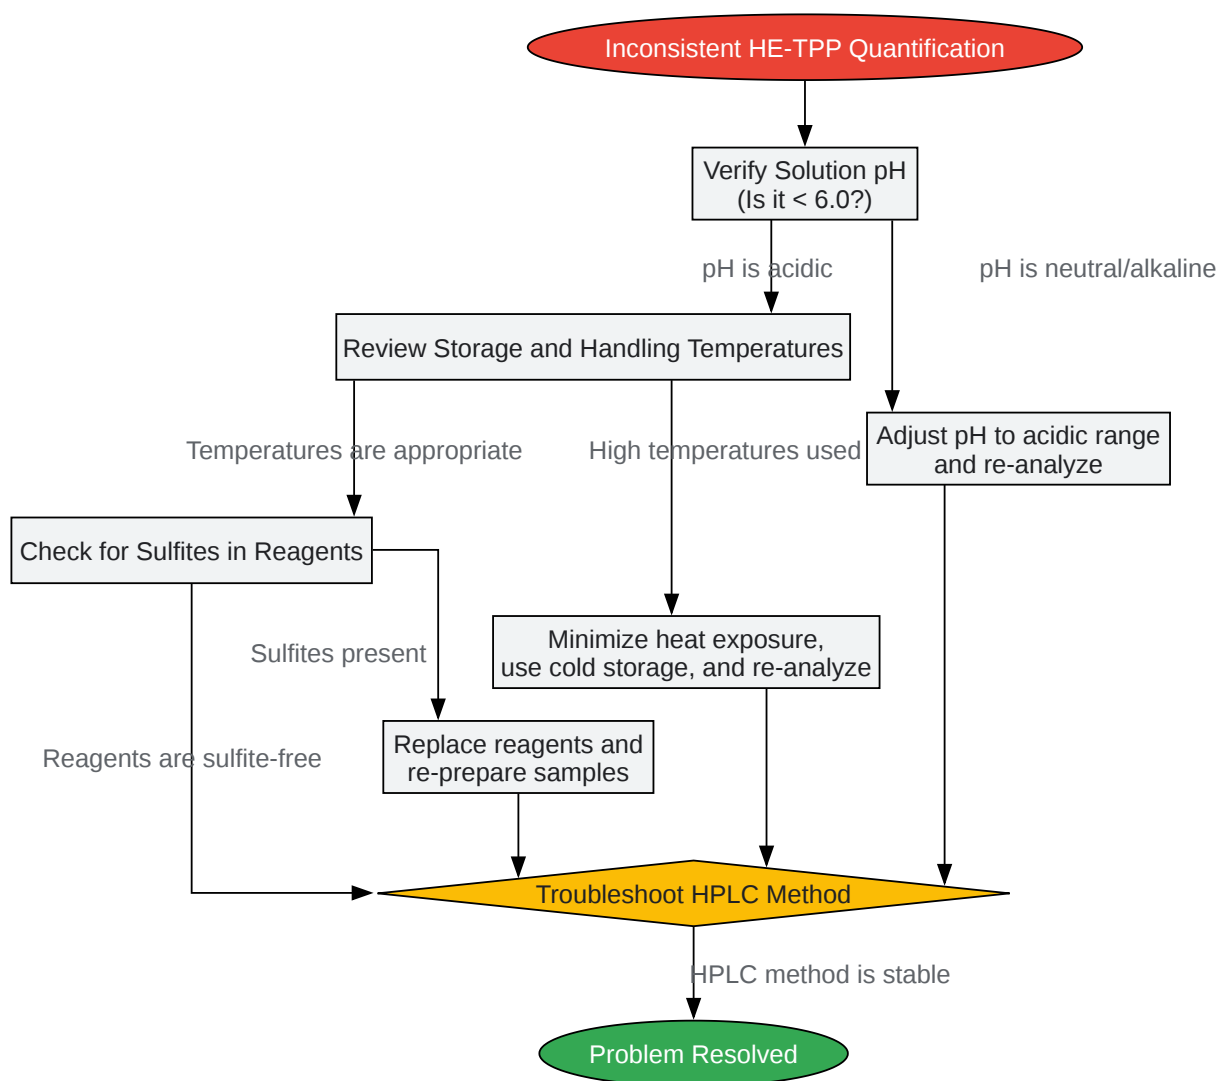 Inconsistent HE-TPP Quantification
Verify Solution pH
(Is it < 6.0?)
pH is acidic
pH is neutral/alkaline
Review Storage and Handling Temperatures
Temperatures are appropriate
High temperatures used
Adjust pH to acidic range
and re-analyze
Check for Sulfites in Reagents
Sulfites present
Minimize heat exposure,
use cold storage, and re-analyze
Reagents are sulfite-free
Replace reagents and
re-prepare samples
Troubleshoot HPLC Method
HPLC method is stable
Problem Resolved